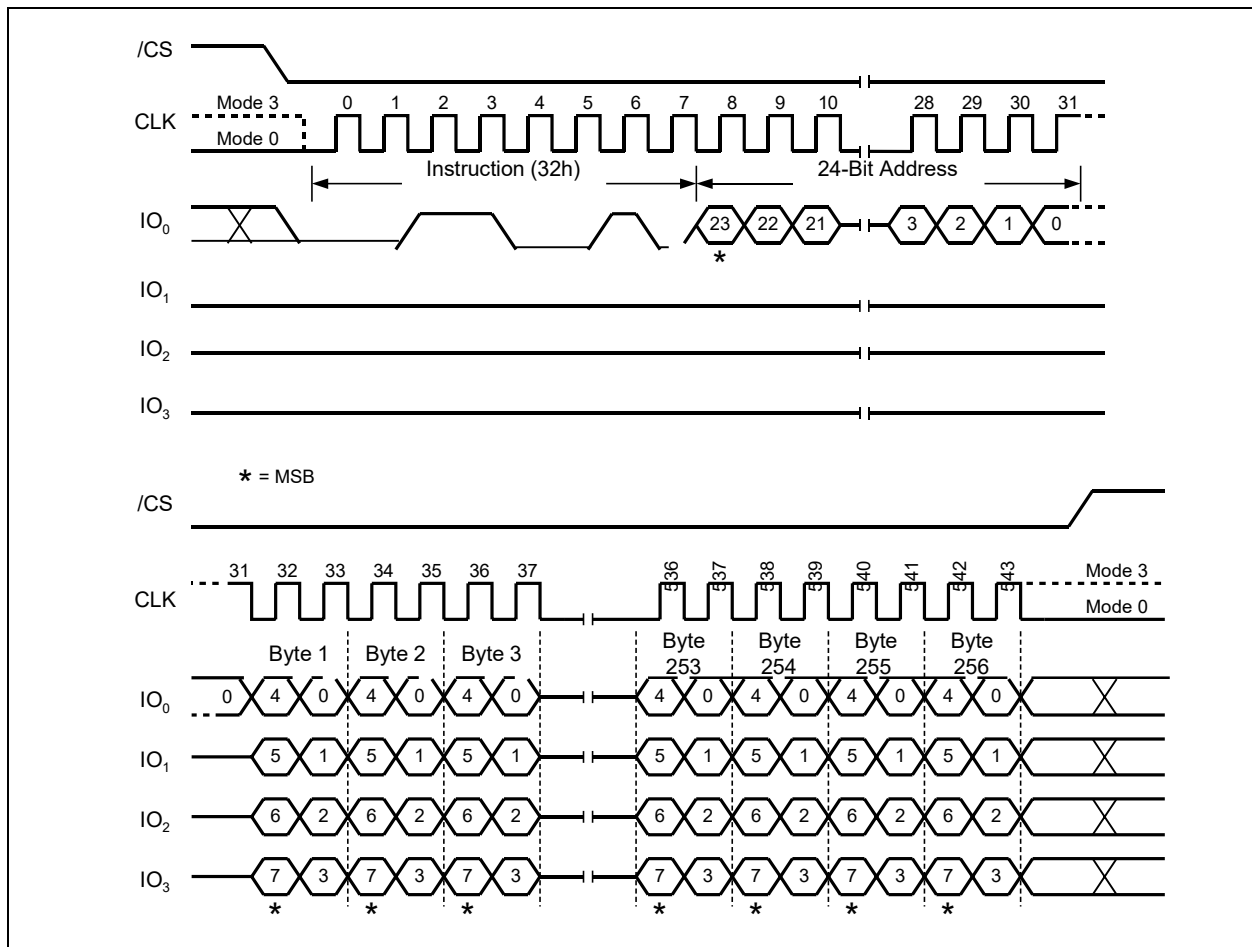 /CS
Mode 3 0 1 2 3 4 5 6 7 8 9 10 28 29 30 31
CLK
Mode 0
Instruction (32h) 24-Bit Address
IO0 23 22 21 3 2 1 0
*
IO1
IO2
IO3
* = MSB
/CS
31 32 33 34 35 36 37 536 537 538 539 540 541 542 543 Mode 3
CLK
Mode 0
Byte 1 Byte 2 Byte 3 Byte 253 Byte 254 Byte 255 Byte 256
IO0 0 4 0 4 0 4 0 4 0 4 0 4 0 4 0
IO1 5 1 5 1 5 1 5 1 5 1 5 1 5 1
IO2 6 2 6 2 6 2 6 2 6 2 6 2 6 2
IO3 7 3 7 3 7 3 7 3 7 3 7 3 7 3
* * * * * * *